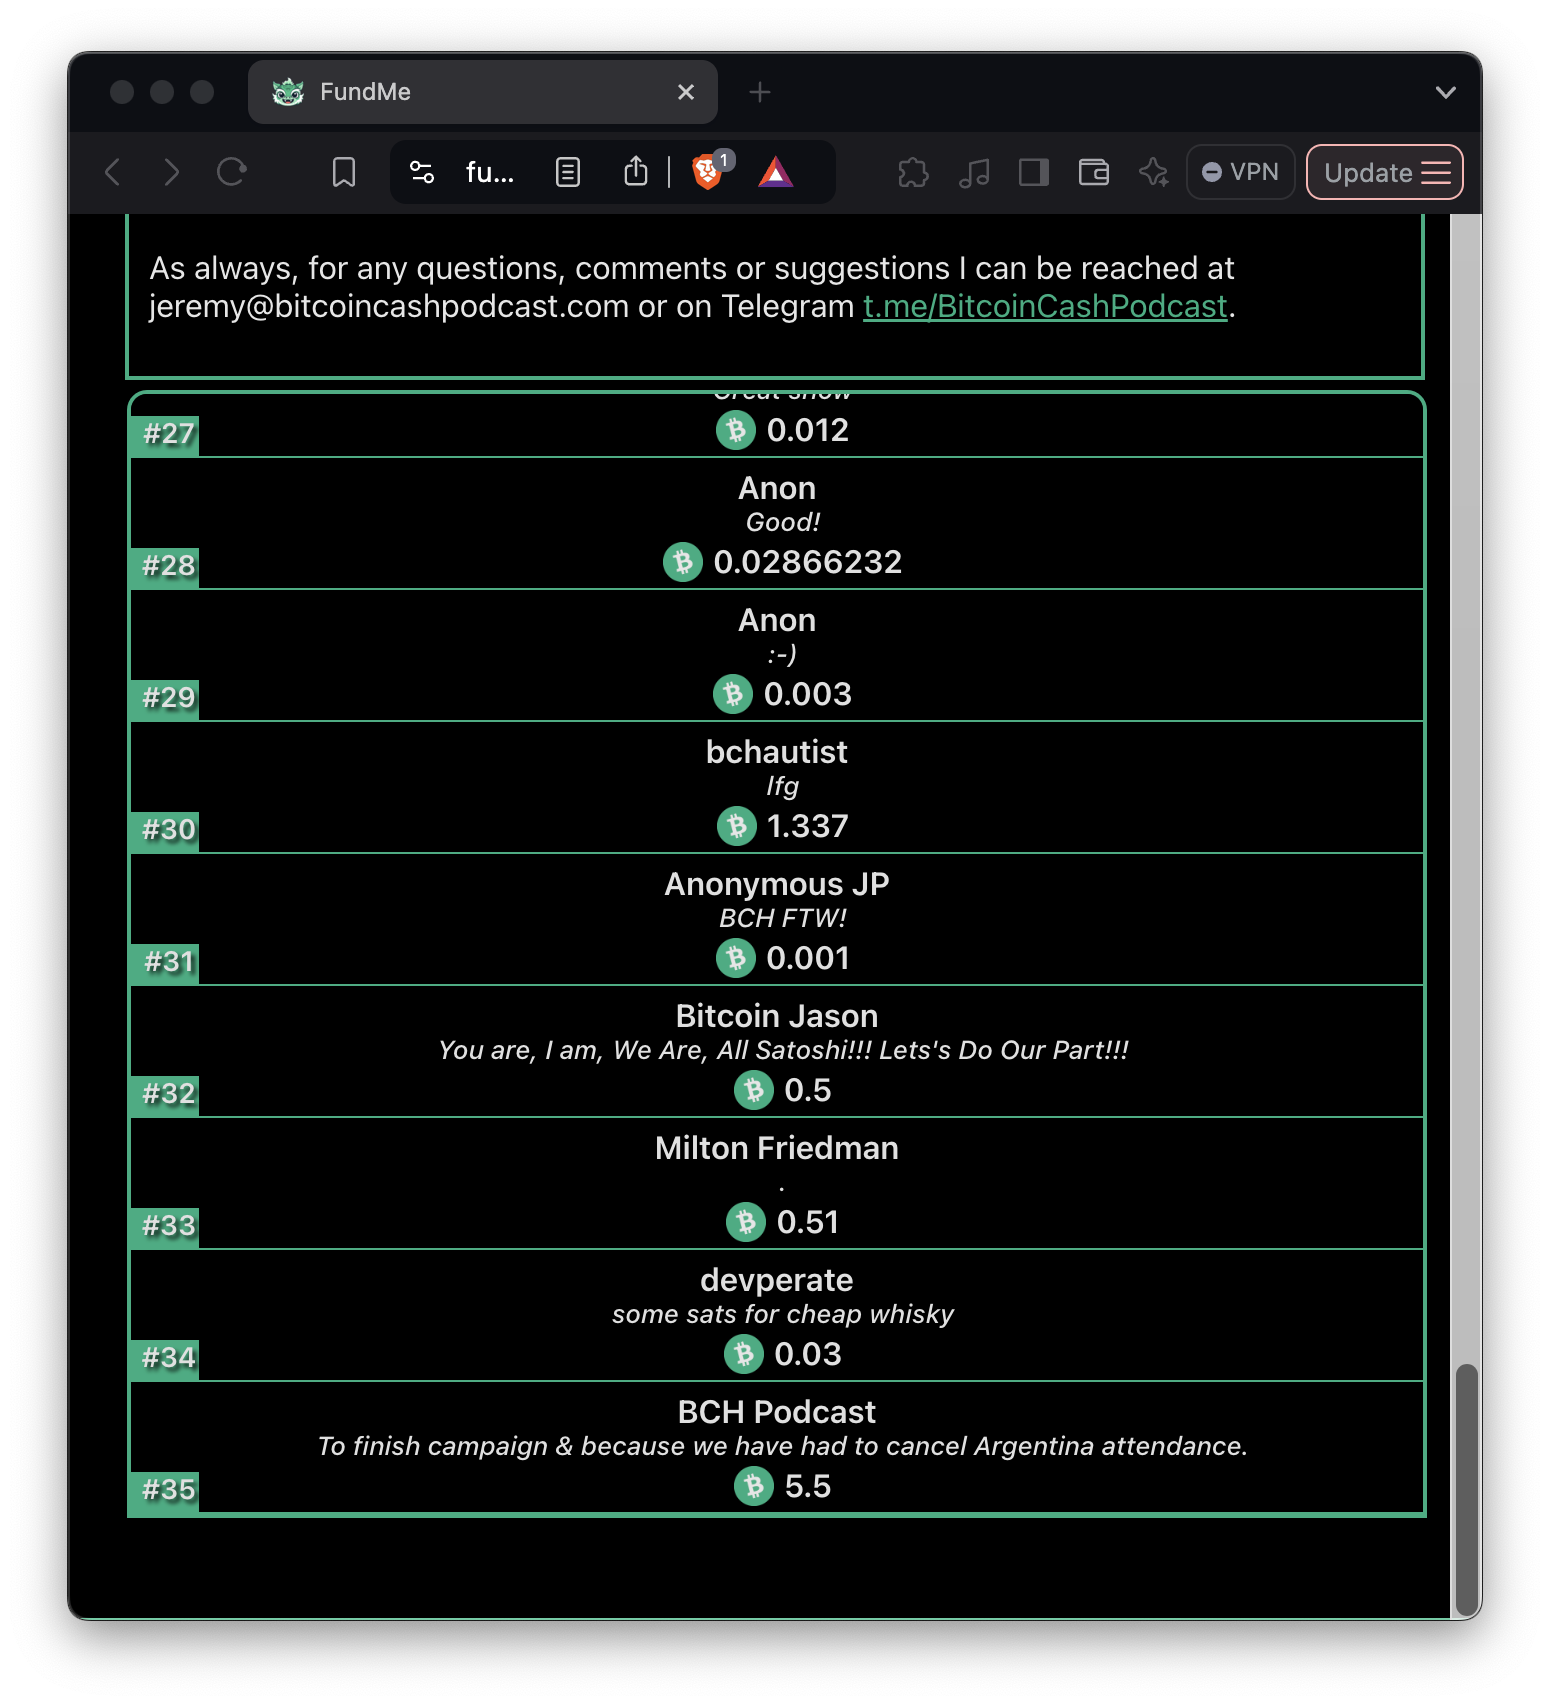 FundMe
fu...
1
VPN
Update
As always, for any questions, comments or suggestions I can be reached at
jeremy@bitcoincashpodcast.com or on Telegram t.me/BitcoinCashPodcast.
Great show
#27
0.012
Anon
Good!
#28
0.02866232
Anon
:-)
#29
0.003
bchautist
lfg
#30
1.337
Anonymous JP
BCH FTW!
#31
0.001
Bitcoin Jason
You are, I am, We Are, All Satoshi!!! Lets's Do Our Part!!!
#32
0.5
Milton Friedman
.
#33
0.51
devperate
some sats for cheap whisky
#34
0.03
BCH Podcast
To finish campaign & because we have had to cancel Argentina attendance.
#35
5.5